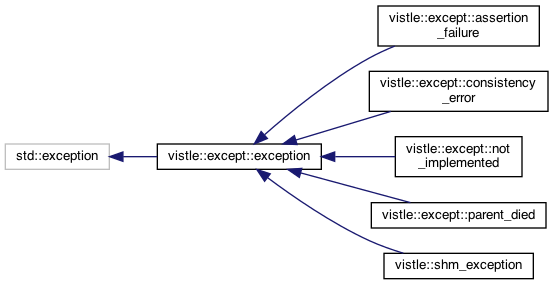 vistle::except::assertion
_failure
vistle::except::consistency
_error
vistle::except::not
_implemented
std::exception
vistle::except::exception
vistle::except::parent_died
vistle::shm_exception